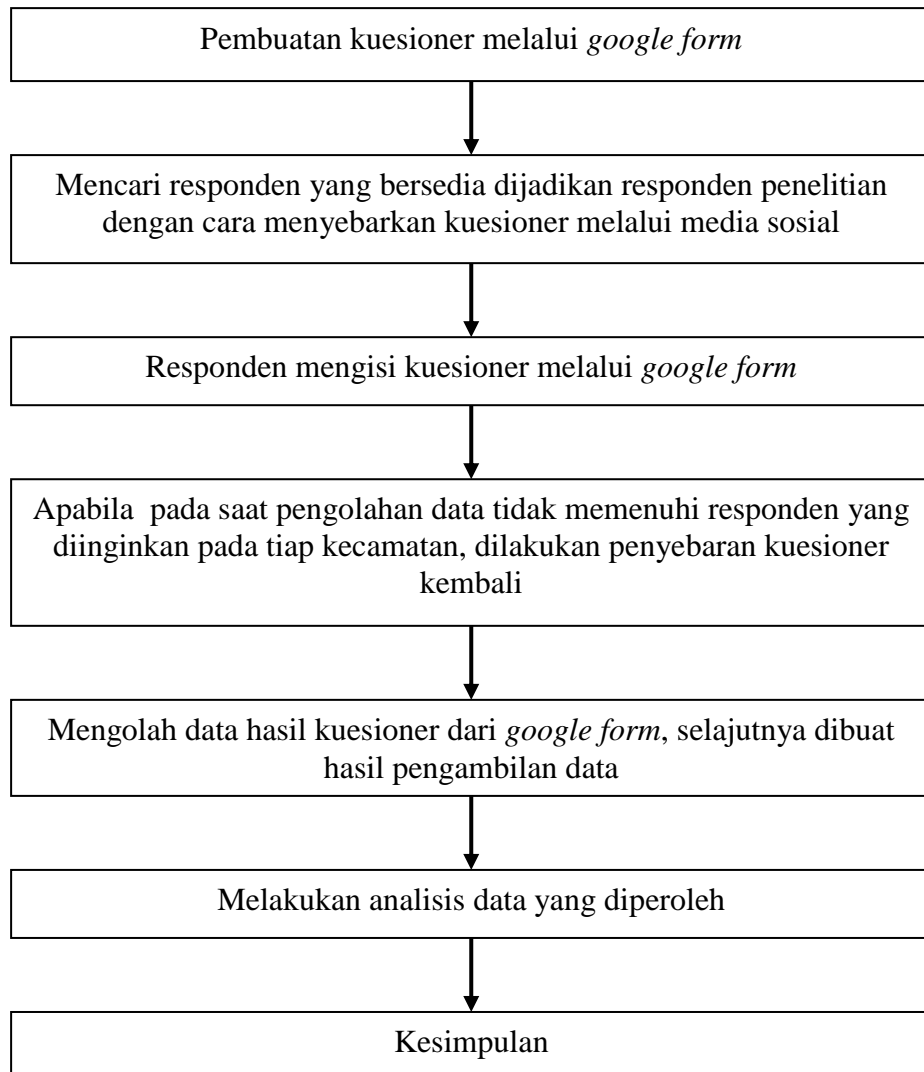 Pembuatan kuesioner melalui google form
Mencari responden yang bersedia dijadikan responden penelitian
dengan cara menyebarkan kuesioner melalui media sosial
Responden mengisi kuesioner melalui google form
Apabila  pada saat pengolahan data tidak memenuhi responden yang
diinginkan pada tiap kecamatan, dilakukan penyebaran kuesioner
kembali
Mengolah data hasil kuesioner dari google form, selajutnya dibuat
hasil pengambilan data
Melakukan analisis data yang diperoleh
Kesimpulan